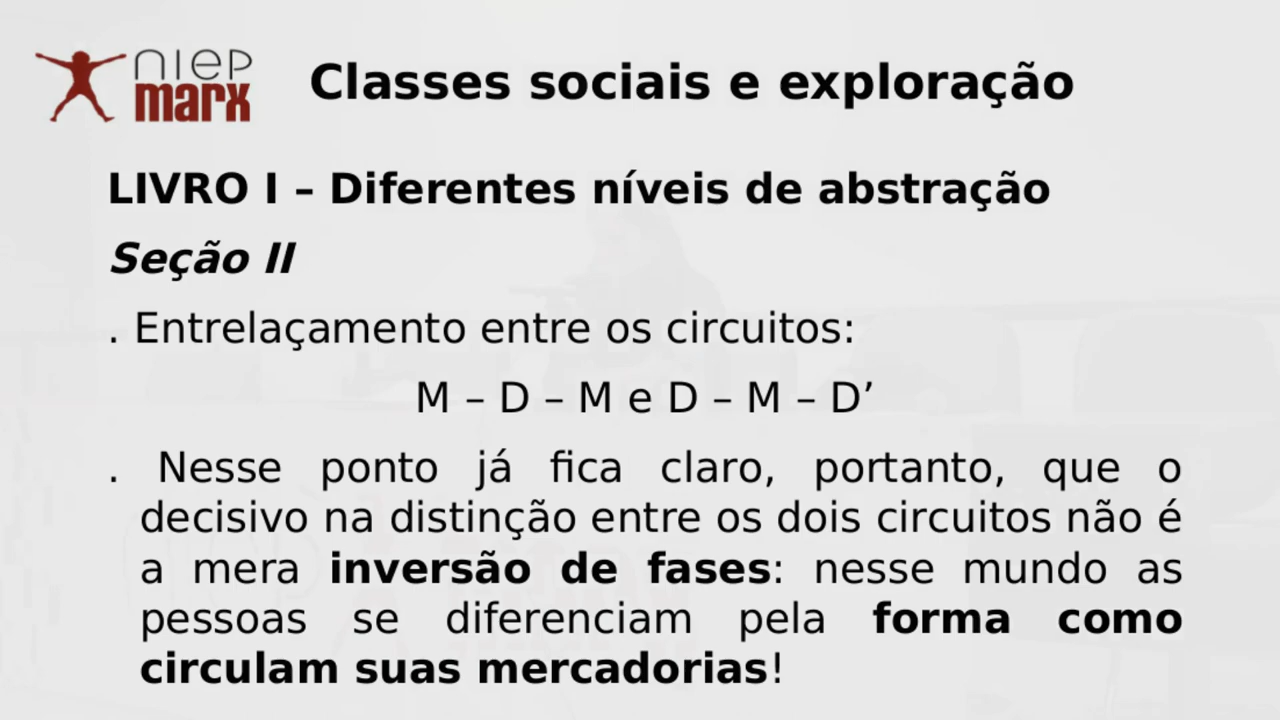 niep
marx
Classes sociais e exploração
LIVRO I – Diferentes níveis de abstração
Seção II
. Entrelaçamento entre os circuitos:
M – D – M e D – M – D’
. Nesse ponto já fica claro, portanto, que o
decisivo na distinção entre os dois circuitos não é
a mera inversão de fases: nesse mundo as
pessoas se diferenciam pela forma como
circulam suas mercadorias!